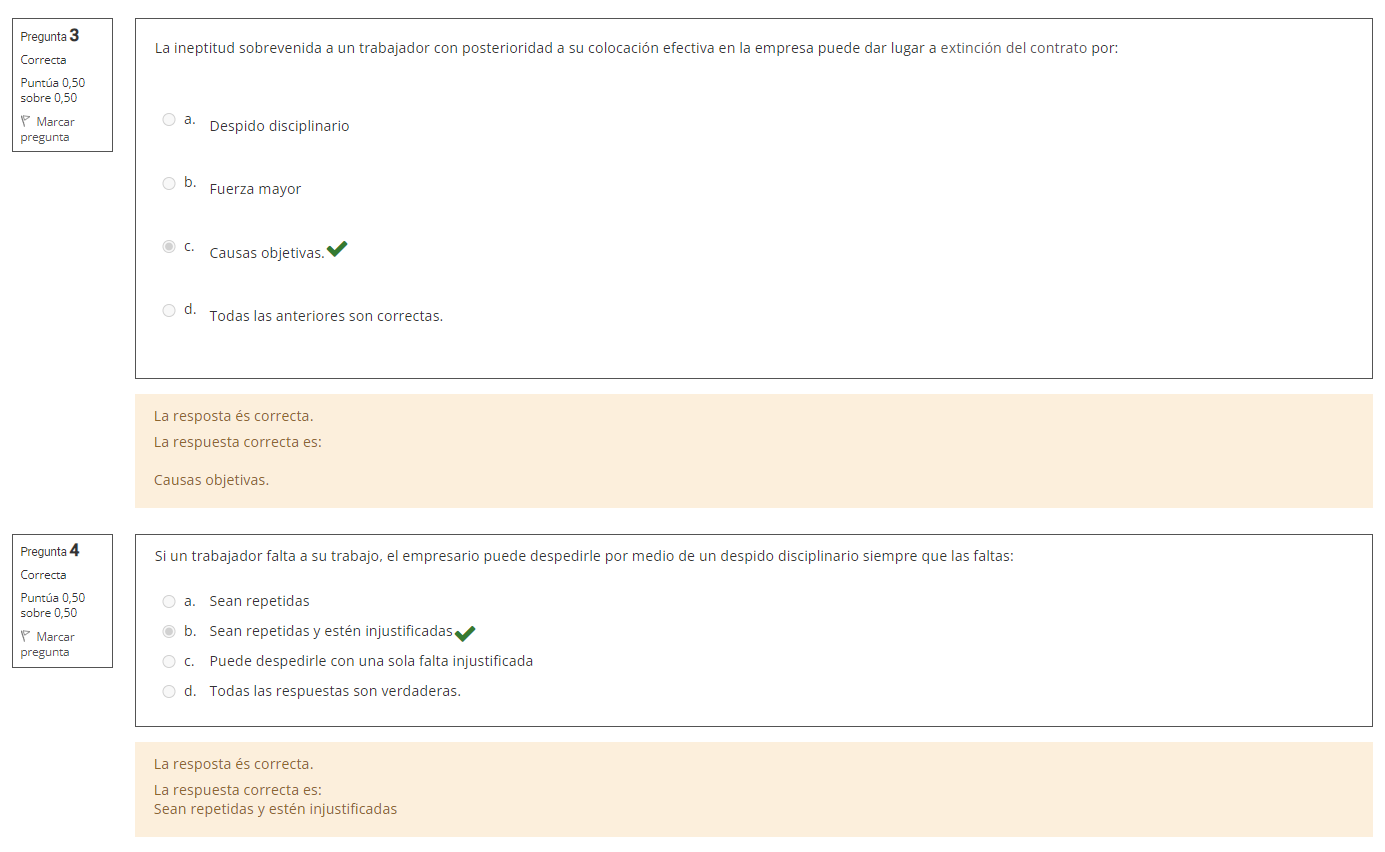 Pregunta 3
Correcta
Puntúa 0,50
sobre 0,50
Marcar
pregunta
La ineptitud sobrevenida a un trabajador con posterioridad a su colocación efectiva en la empresa puede dar lugar a extinción del contrato por:
a. Despido disciplinario
b. Fuerza mayor
c. Causas objetivas.
d. Todas las anteriores son correctas.
La resposta és correcta.
La respuesta correcta es:
Causas objetivas.
Pregunta 4
Correcta
Puntúa 0,50
sobre 0,50
Marcar
pregunta
Si un trabajador falta a su trabajo, el empresario puede despedirle por medio de un despido disciplinario siempre que las faltas:
a. Sean repetidas
b. Sean repetidas y estén injustificadas
c. Puede despedirle con una sola falta injustificada
d. Todas las respuestas son verdaderas.
La resposta és correcta.
La respuesta correcta es:
Sean repetidas y estén injustificadas